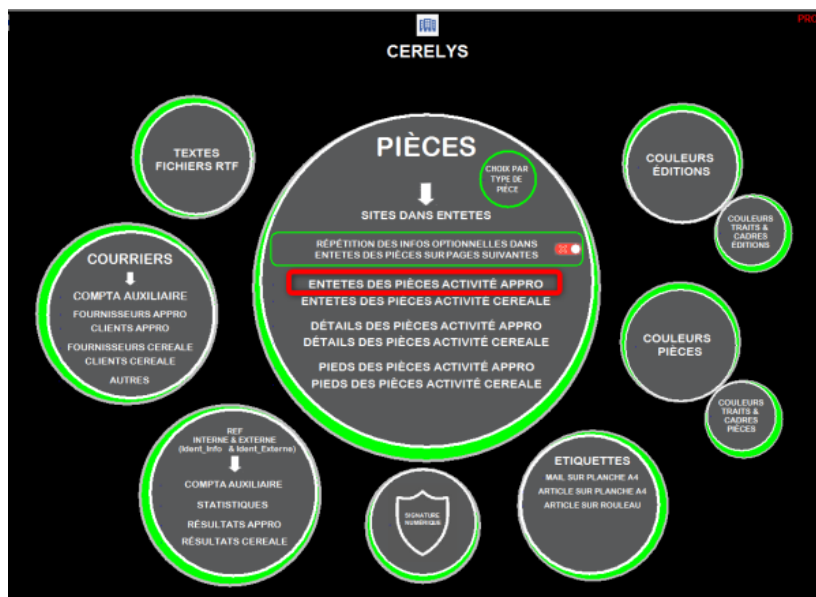 PRO
CERELYS
TEXTES
FICHIERS RTF
PIÈCES
CHOIX PAR
TYPE DE
PIÈCE
SITES DANS ENTETES
RÉPÉTITION DES INFOS OPTIONNELLES DANS
ENTETES DES PIÈCES SUR PAGES SUIVANTES
ENTETES DES PIÈCES ACTIVITÉ APPRO
ENTETES DES PIÈCES ACTIVITÉ CEREALE
DÉTAILS DES PIÈCES ACTIVITÉ APPRO
DÉTAILS DES PIÈCES ACTIVITÉ CEREALE
PIEDS DES PIÈCES ACTIVITÉ APPRO
PIEDS DES PIÈCES ACTIVITÉ CEREALE
COULEURS
ÉDITIONS
COULEURS
TRAITS &
CADRES
ÉDITIONS
COURRIERS
COMPTA AUXILIAIRE
FOURNISSEURS APPRO
CLIENTS APPRO
FOURNISSEURS CEREALE
CLIENTS CEREALE
AUTRES
COULEURS
PIÈCES
COULEURS
TRAITS &
CADRES
PIÈCES
REF
INTERNE & EXTERNE
(Ident_Info & Ident_Externe)
COMPTA AUXILIAIRE
STATISTIQUES
RÉSULTATS APPRO
RÉSULTATS CEREALE
SIGNATURE
NUMÉRIQUE
ETIQUETTES
MAIL SUR PLANCHE A4
ARTICLE SUR PLANCHE A4
ARTICLE SUR ROULEAU